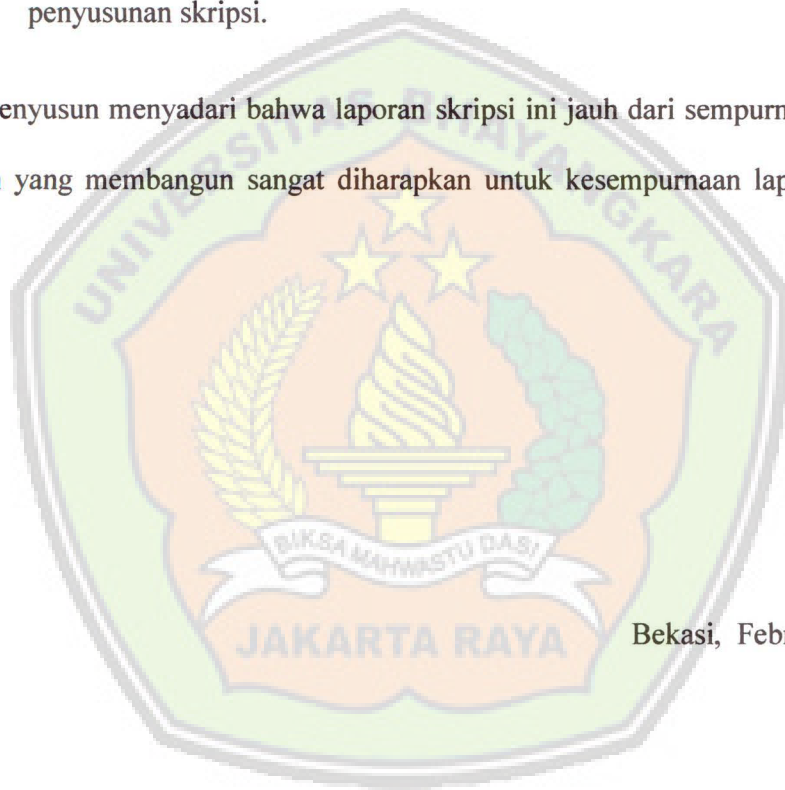 penyusunan skripsi.
enyusun menyadari bahwa laporan skripsi ini jauh dari sempurn
yang membangun sangat diharapkan untuk kesempurnaan lap
UNIVERSITAS BHAYANGKARA
BIKSA MAHWASTU DASI
JAKARTA RAYA
Bekasi, Feb